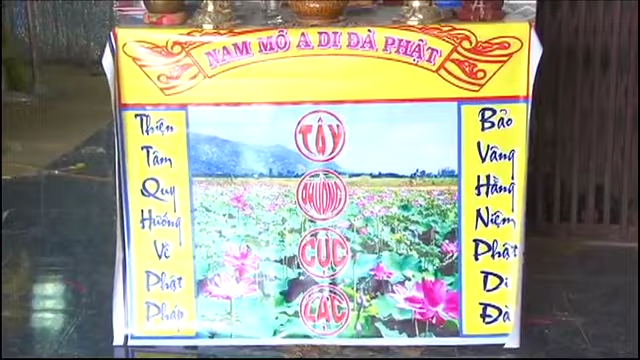 NAM MÔ A DI ĐÀ PHẬT
Thiện
Tâm
Quy
Hướng
Về
Phật
Pháp
TÂY
PHƯƠNG
CỰC
LẠC
Bảo
Vâng
Hằng
Niệm
Phật
Di
Đà